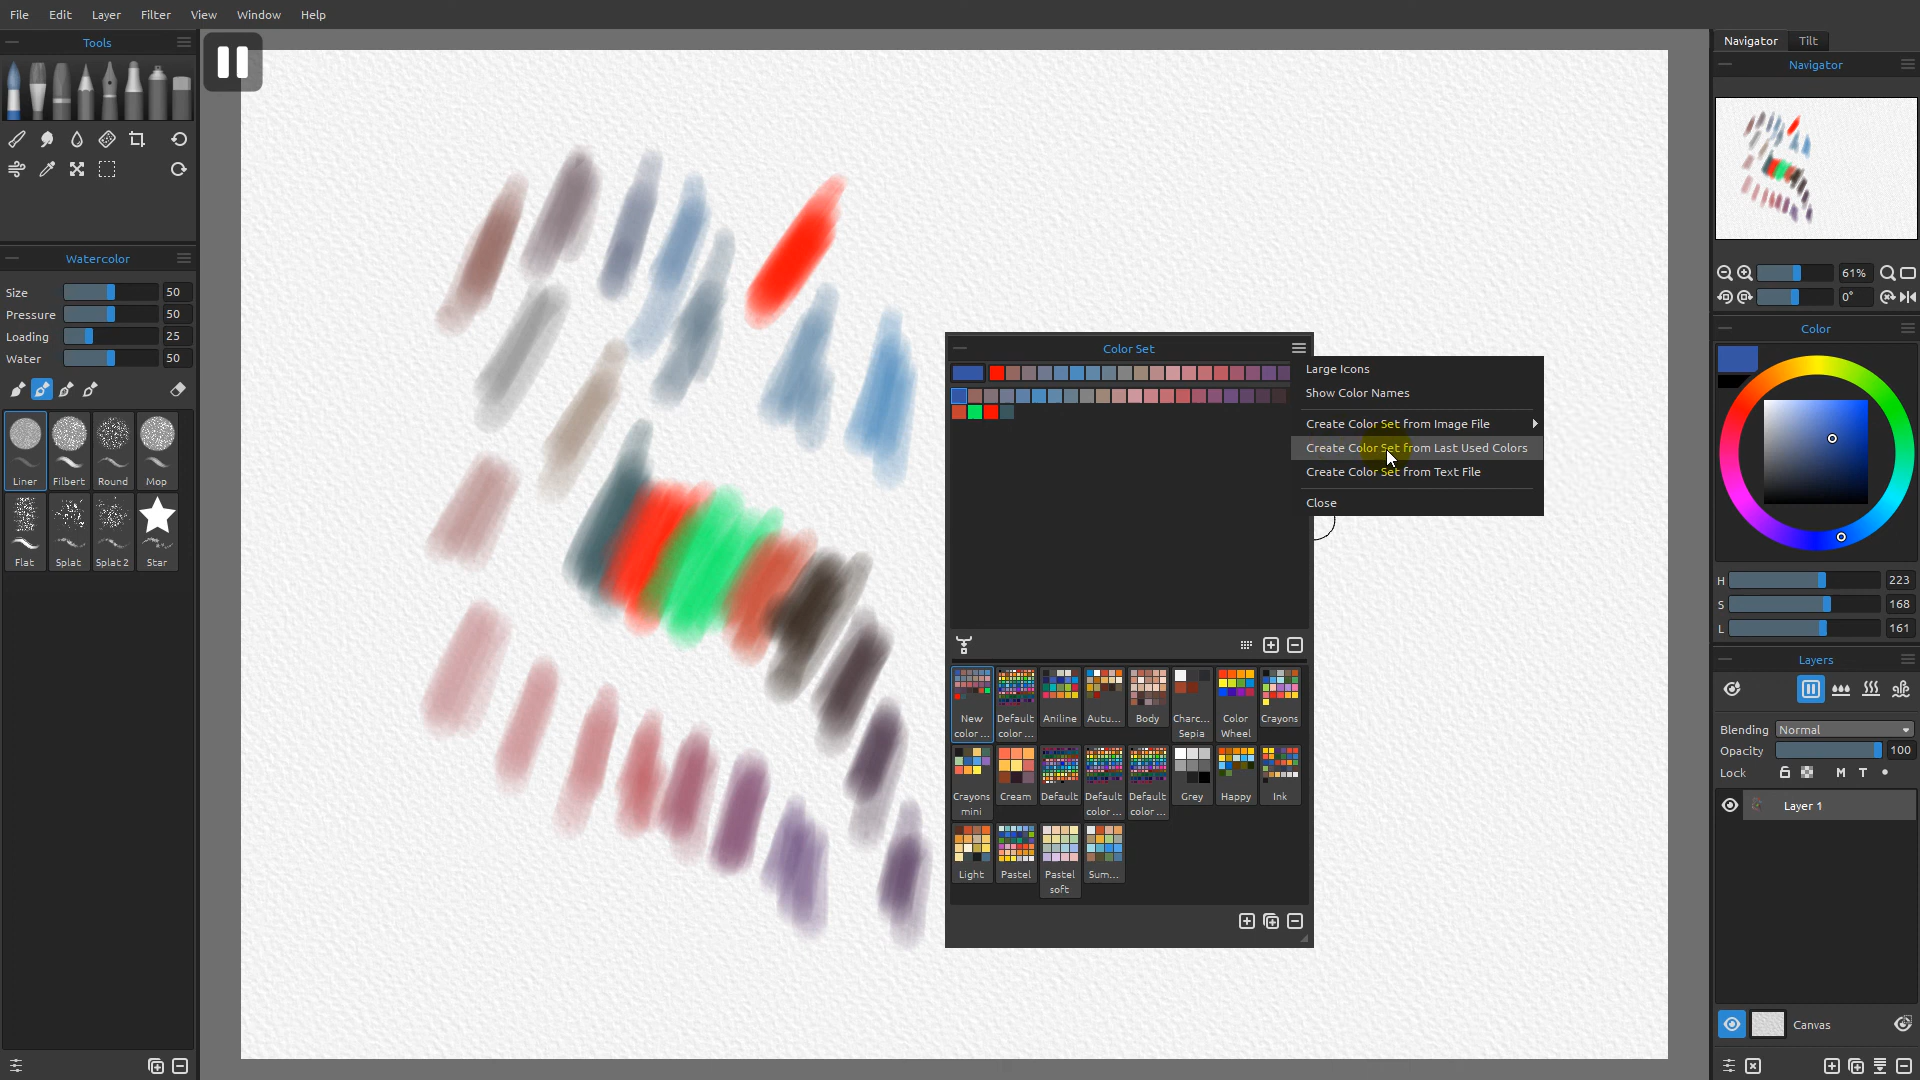 File Edit Layer Filter View Window Help
Tools
Watercolor
Size 50
Pressure 50
Loading 25
Water 50
Liner Filbert Round Mop
Flat Splat Splat 2 Star
Color Set
Large Icons
Show Color Names
Create Color Set from Image File
Create Color Set from Last Used Colors
Create Color Set from Text File
Close
New color ... Default color ... Aniline Autu... Body Charc... Sepia Color Wheel Crayons
Crayons mini Cream Default Default color ... Default color ... Grey Happy Ink
Light Pastel Pastel soft Sum...
Navigator Tilt
Navigator
61%
0°
Color
H 223
S 168
L 161
Layers
Blending Normal
Opacity 100
Lock M T
Layer 1
Canvas